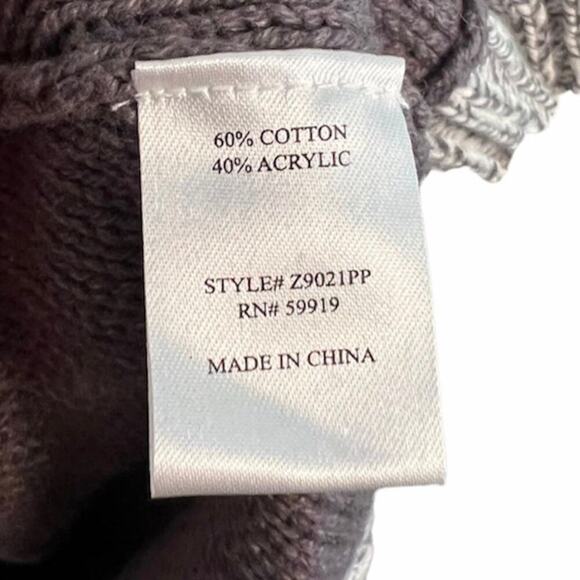 60% COTTON
40% ACRYLIC
STYLE# Z9021PP
RN# 59919
MADE IN CHINA